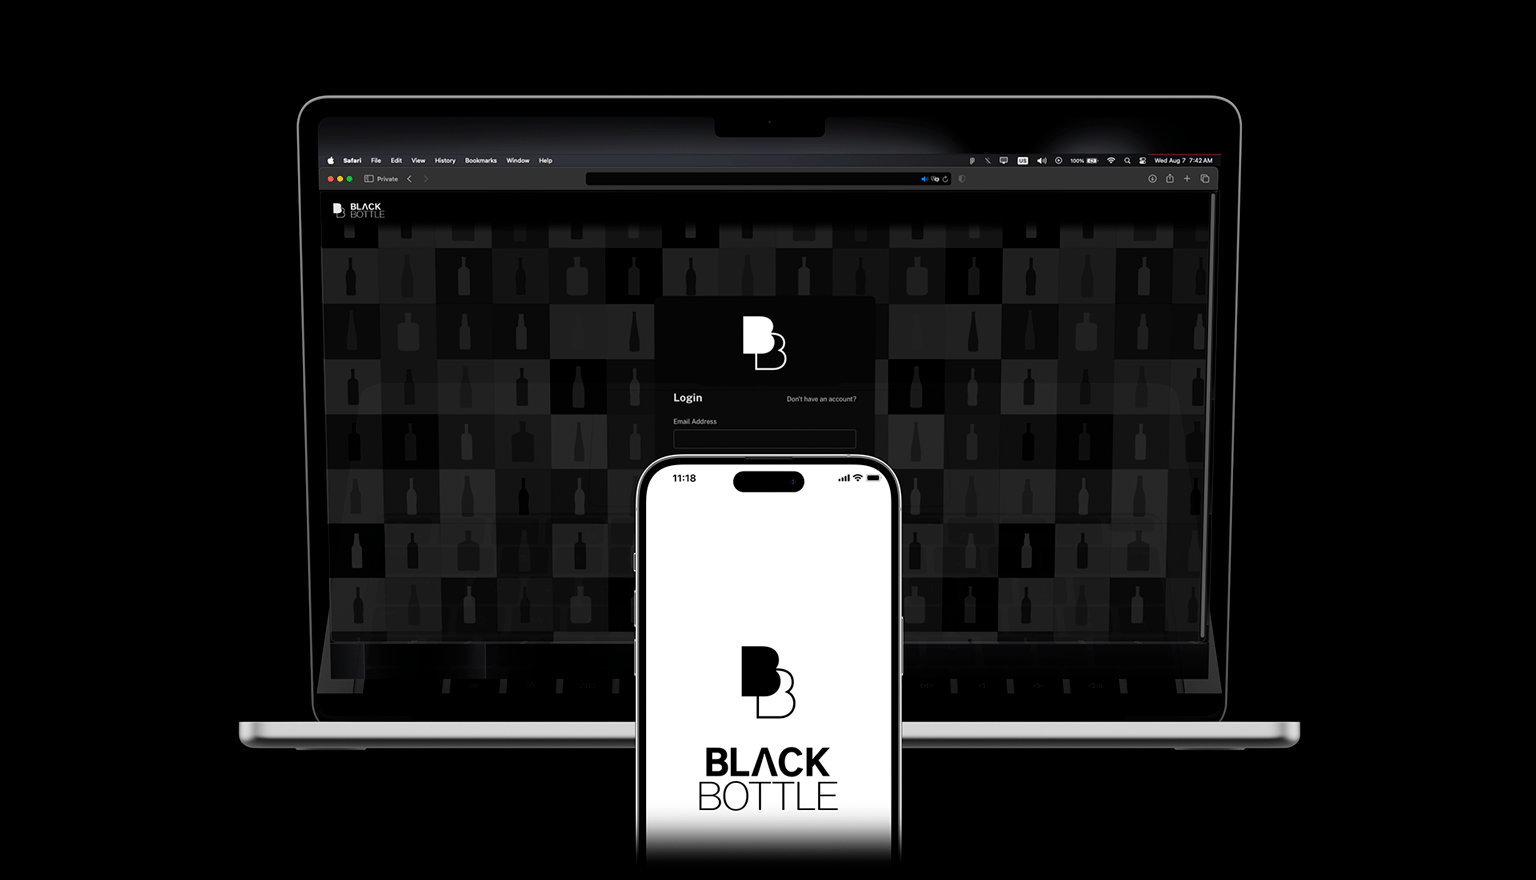 Safari File Edit View History Bookmarks Window Help US 100% Wed Aug 7 7:42 AM
Private
BLACK
BOTTLE
B
B
Login Don't have an account?
Email Address
11:18
B
B
BLACK
BOTTLE